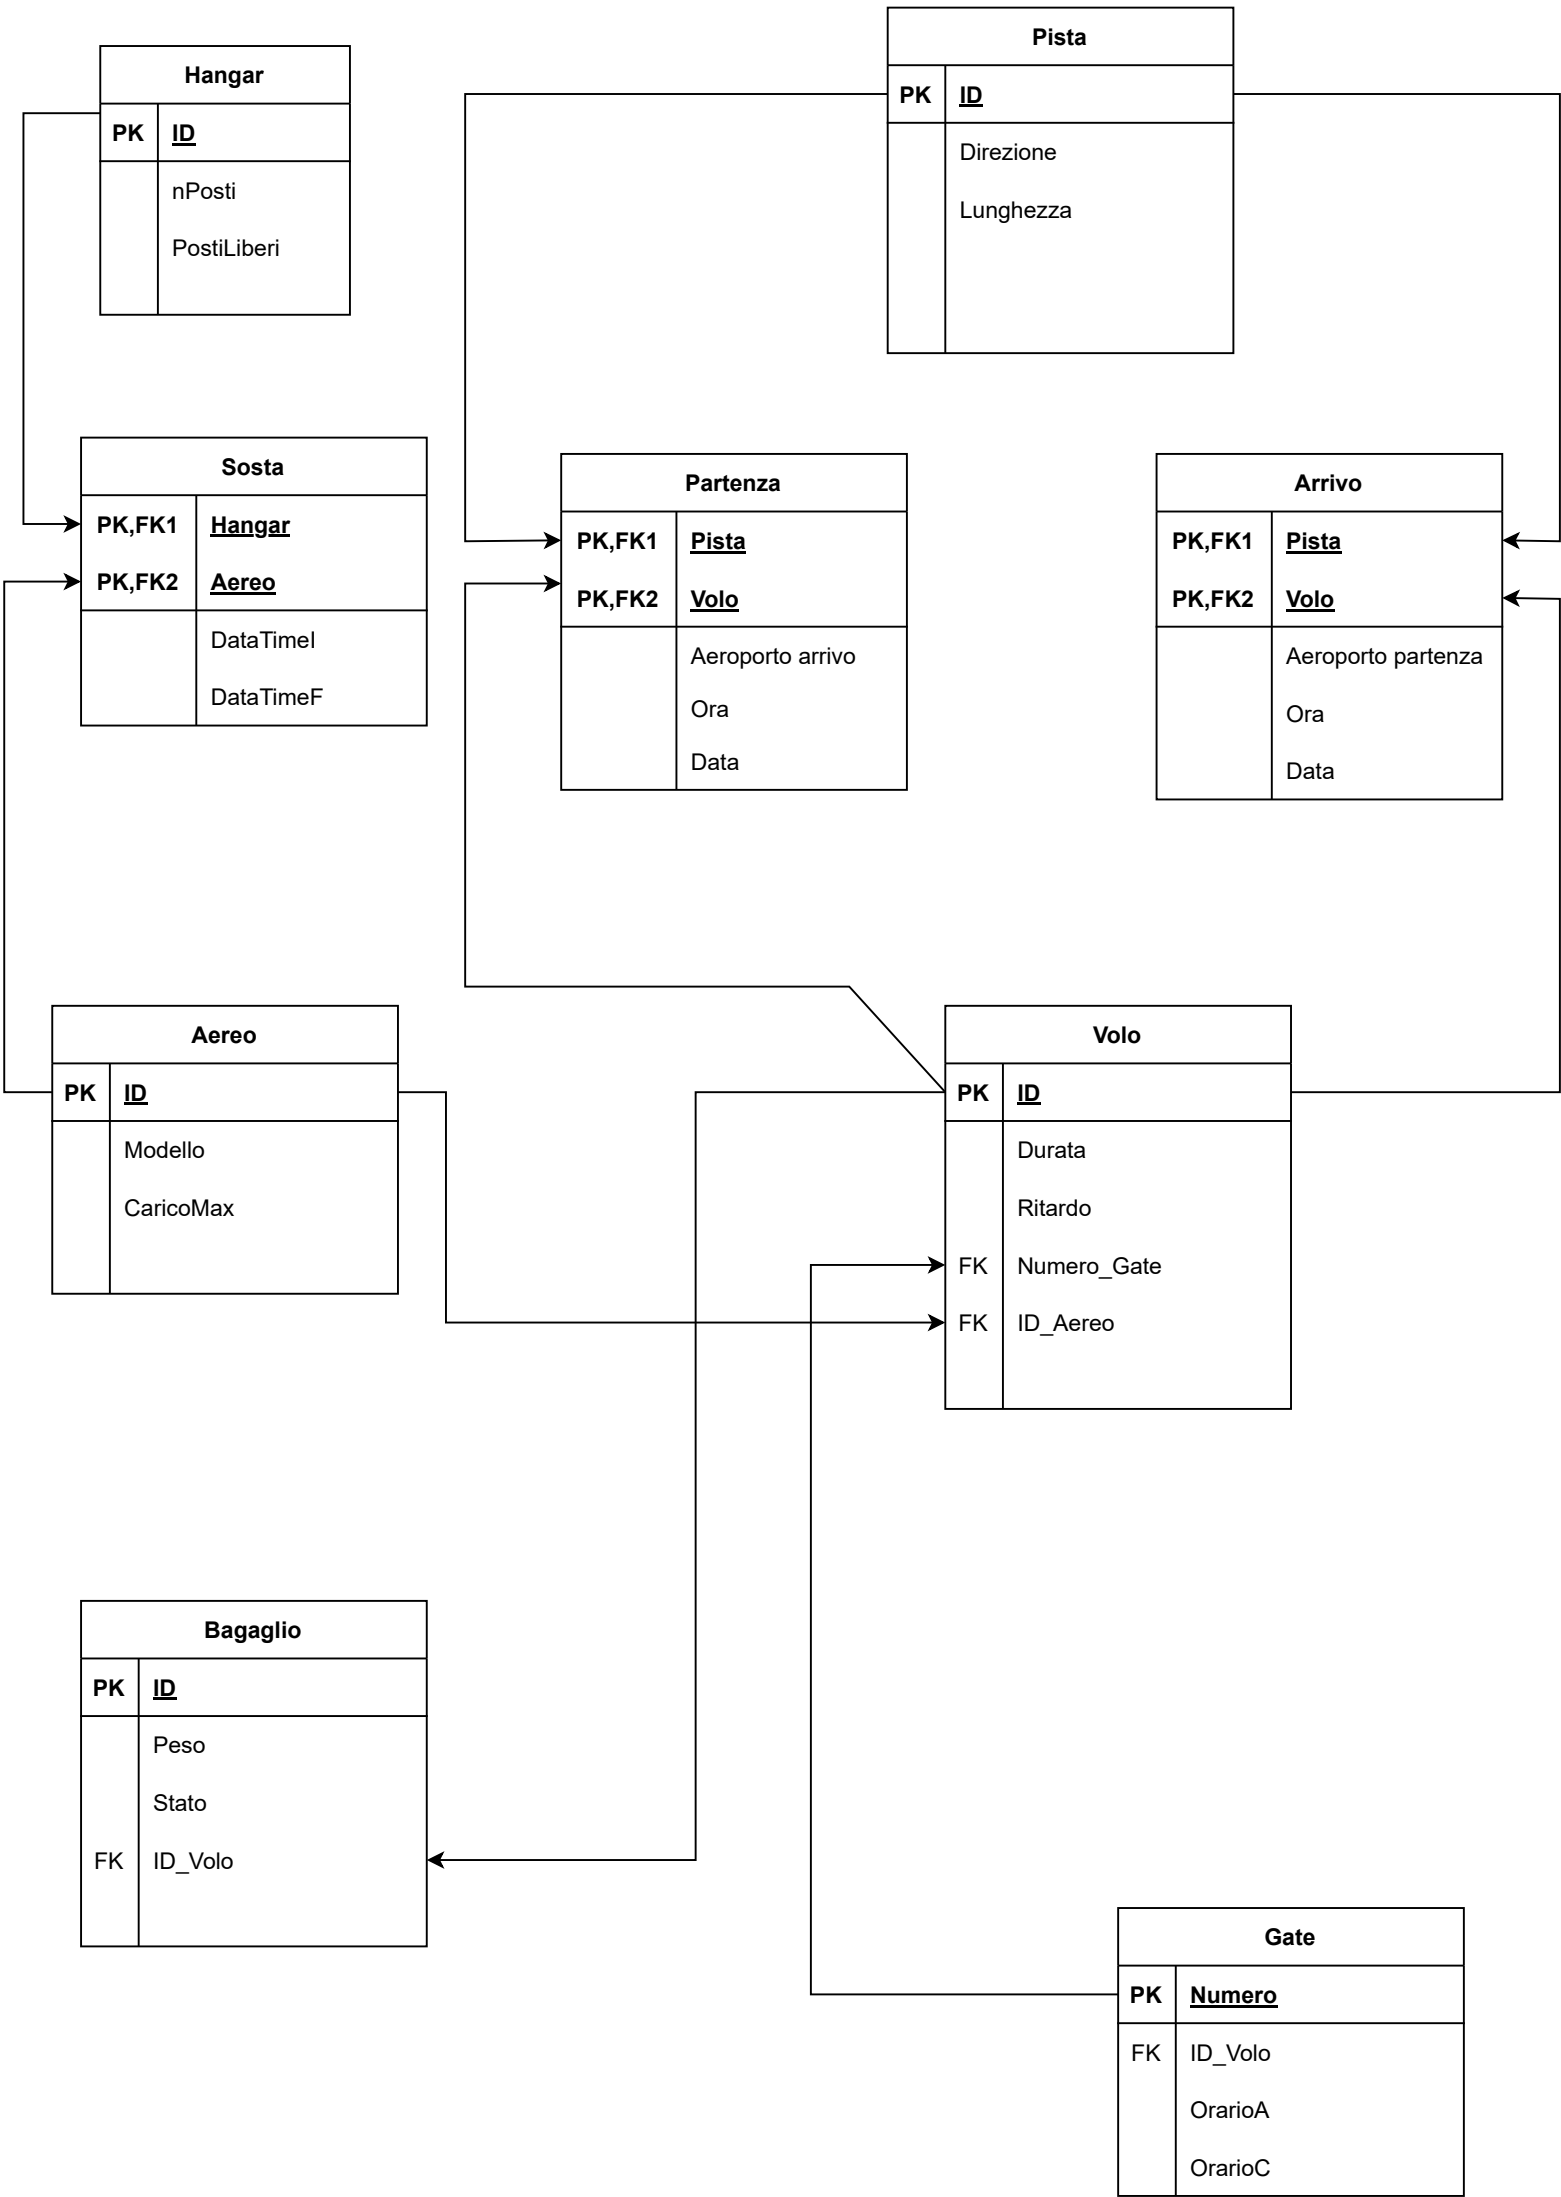 Hangar
PK ID
nPosti
PostiLiberi
Pista
PK ID
Direzione
Lunghezza
Sosta
PK,FK1 Hangar
PK,FK2 Aereo
DataTimeI
DataTimeF
Partenza
PK,FK1 Pista
PK,FK2 Volo
Aeroporto arrivo
Ora
Data
Arrivo
PK,FK1 Pista
PK,FK2 Volo
Aeroporto partenza
Ora
Data
Aereo
PK ID
Modello
CaricoMax
Volo
PK ID
Durata
Ritardo
FK Numero_Gate
FK ID_Aereo
Bagaglio
PK ID
Peso
Stato
FK ID_Volo
Gate
PK Numero
FK ID_Volo
OrarioA
OrarioC